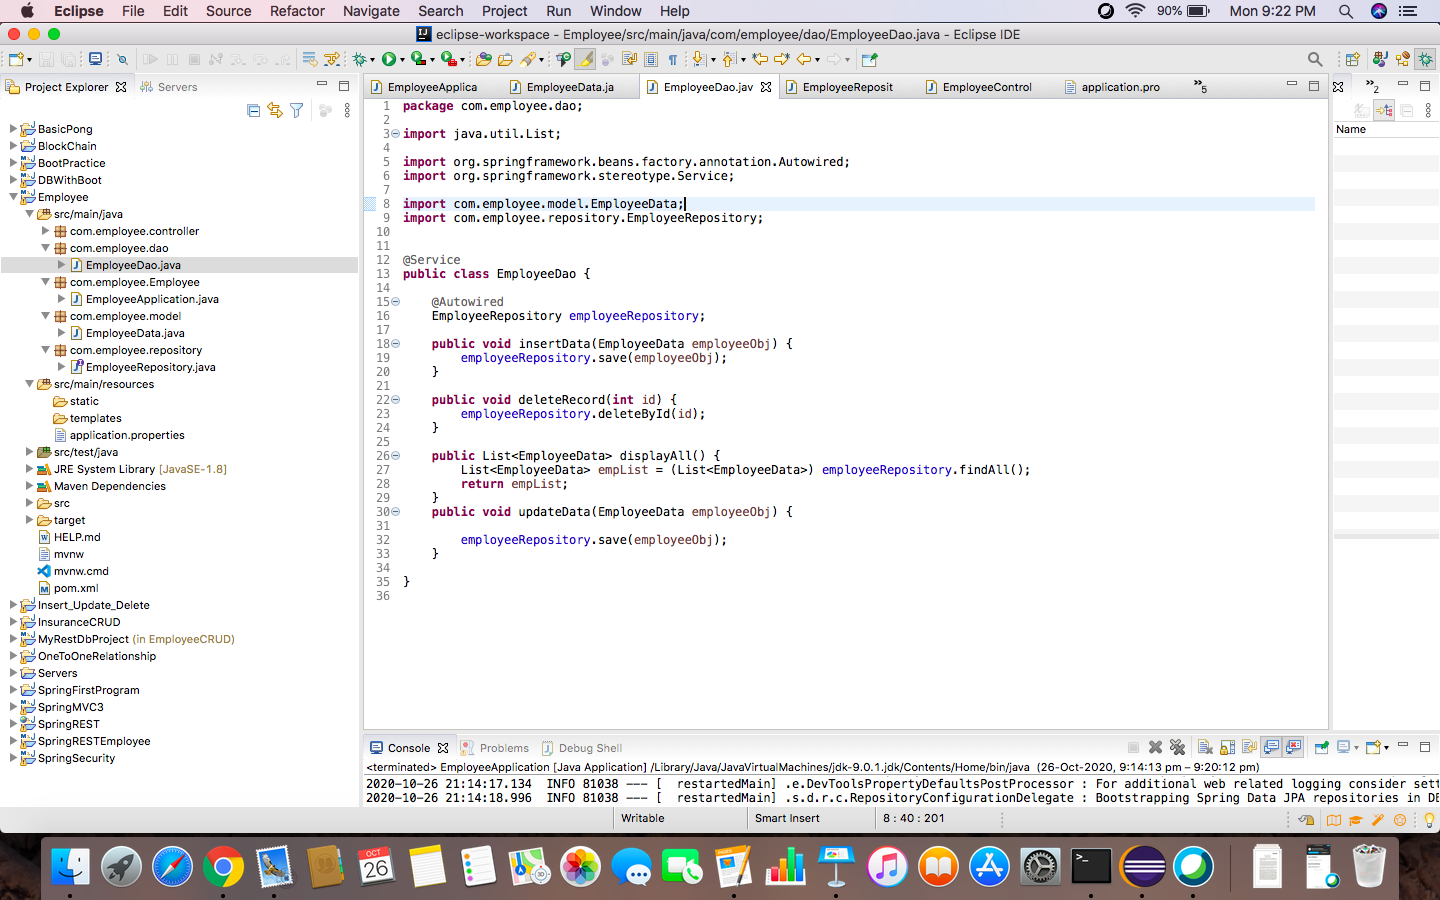 Eclipse File Edit Source Refactor Navigate Search Project Run Window Help 90% Mon 9:22 PM
eclipse-workspace - Employee/src/main/java/com/employee/dao/EmployeeDao.java - Eclipse IDE
Project Explorer Servers
EmployeeApplica EmployeeData.ja EmployeeDao.jav EmployeeReposit EmployeeControl application.pro »5 »2
Name
BasicPong
BlockChain
BootPractice
DBWithBoot
Employee
src/main/java
com.employee.controller
com.employee.dao
EmployeeDao.java
com.employee.Employee
EmployeeApplication.java
com.employee.model
EmployeeData.java
com.employee.repository
EmployeeRepository.java
src/main/resources
static
templates
application.properties
src/test/java
JRE System Library [JavaSE-1.8]
Maven Dependencies
src
target
HELP.md
mvnw
mvnw.cmd
pom.xml
Insert_Update_Delete
InsuranceCRUD
MyRestDbProject (in EmployeeCRUD)
OneToOneRelationship
Servers
SpringFirstProgram
SpringMVC3
SpringREST
SpringRESTEmployee
SpringSecurity
1 package com.employee.dao;
2
3 import java.util.List;
4
5 import org.springframework.beans.factory.annotation.Autowired;
6 import org.springframework.stereotype.Service;
7
8 import com.employee.model.EmployeeData;
9 import com.employee.repository.EmployeeRepository;
10
11
12 @Service
13 public class EmployeeDao {
14
15 @Autowired
16 EmployeeRepository employeeRepository;
17
18 public void insertData(EmployeeData employeeObj) {
19 employeeRepository.save(employeeObj);
20 }
21
22 public void deleteRecord(int id) {
23 employeeRepository.deleteById(id);
24 }
25
26 public List<EmployeeData> displayAll() {
27 List<EmployeeData> empList = (List<EmployeeData>) employeeRepository.findAll();
28 return empList;
29 }
30 public void updateData(EmployeeData employeeObj) {
31
32 employeeRepository.save(employeeObj);
33 }
34
35 }
36
Console Problems Debug Shell
<terminated> EmployeeApplication [Java Application] /Library/Java/JavaVirtualMachines/jdk-9.0.1.jdk/Contents/Home/bin/java (26-Oct-2020, 9:14:13 pm – 9:20:12 pm)
2020-10-26 21:14:17.134 INFO 81038 --- [ restartedMain] .e.DevToolsPropertyDefaultsPostProcessor : For additional web related logging consider sett
2020-10-26 21:14:18.996 INFO 81038 --- [ restartedMain] .s.d.r.c.RepositoryConfigurationDelegate : Bootstrapping Spring Data JPA repositories in DE
Writable Smart Insert 8 : 40 : 201
OCT
26